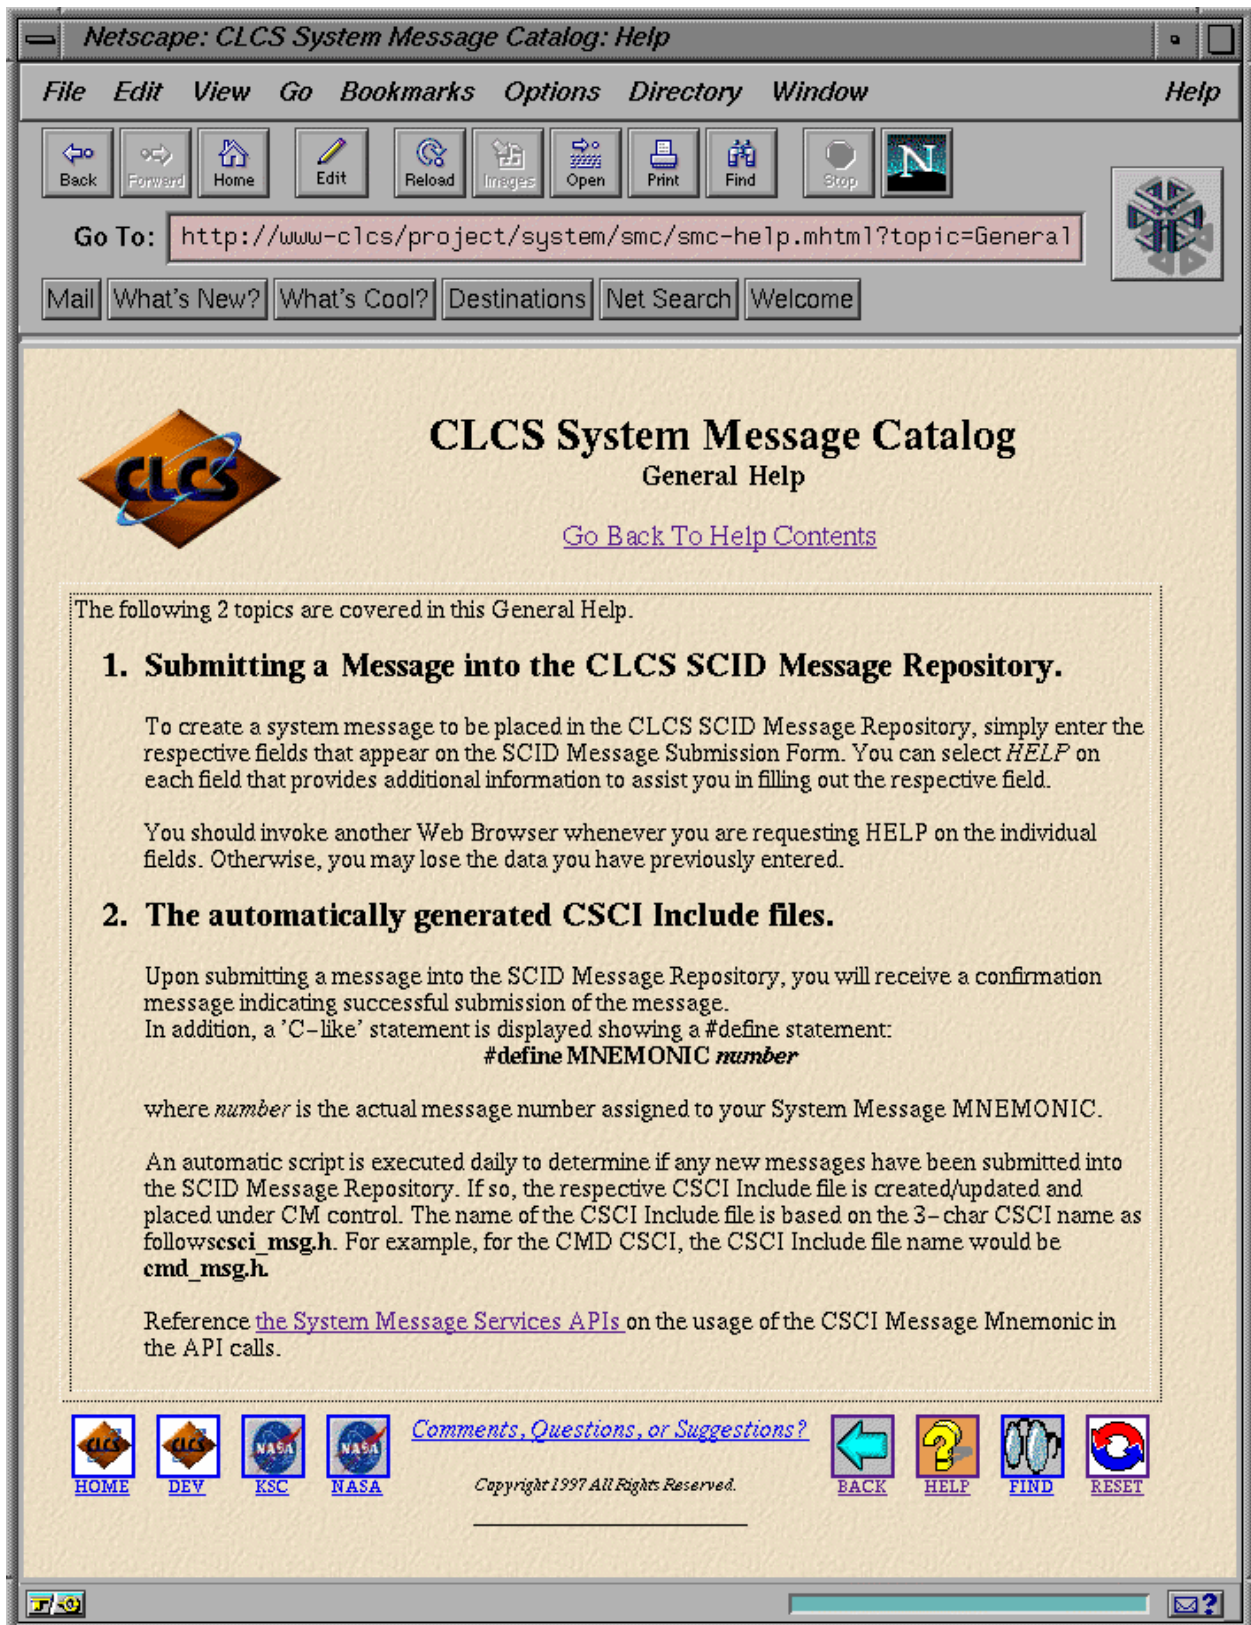 Netscape: CLCS System Message Catalog: Help
File Edit View Go Bookmarks Options Directory Window Help
Back Forward Home Edit Reload Images Open Print Find Stop N
Go To: http://www-clcs/project/system/smc/smc-help.mhtml?topic=General
Mail What's New? What's Cool? Destinations Net Search Welcome
CLCS
CLCS System Message Catalog
General Help
Go Back To Help Contents
The following 2 topics are covered in this General Help.
1. Submitting a Message into the CLCS SCID Message Repository.
To create a system message to be placed in the CLCS SCID Message Repository, simply enter the
respective fields that appear on the SCID Message Submission Form. You can select HELP on
each field that provides additional information to assist you in filling out the respective field.
You should invoke another Web Browser whenever you are requesting HELP on the individual
fields. Otherwise, you may lose the data you have previously entered.
2. The automatically generated CSCI Include files.
Upon submitting a message into the SCID Message Repository, you will receive a confirmation
message indicating successful submission of the message.
In addition, a 'C-like' statement is displayed showing a #define statement:
#define MNEMONIC number
where number is the actual message number assigned to your System Message MNEMONIC.
An automatic script is executed daily to determine if any new messages have been submitted into
the SCID Message Repository. If so, the respective CSCI Include file is created/updated and
placed under CM control. The name of the CSCI Include file is based on the 3-char CSCI name as
followscsci_msg.h. For example, for the CMD CSCI, the CSCI Include file name would be
cmd_msg.h.
Reference the System Message Services APIs on the usage of the CSCI Message Mnemonic in
the API calls.
CLCS CLCS NASA NASA Comments, Questions, or Suggestions?
HOME DEV KSC NASA Copyright 1997 All Rights Reserved. BACK HELP FIND RESET